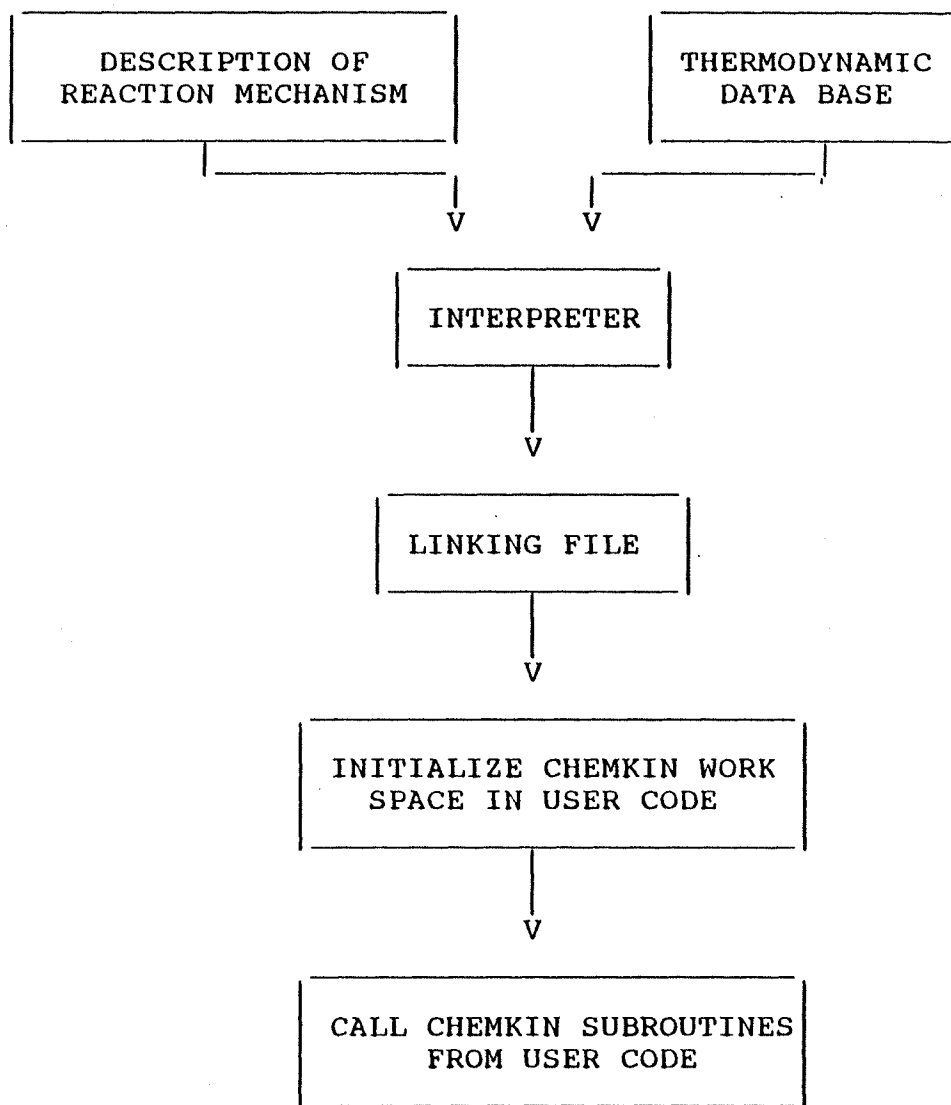 DESCRIPTION OF
REACTION MECHANISM
THERMODYNAMIC
DATA BASE
V V
INTERPRETER
V
LINKING FILE
V
INITIALIZE CHEMKIN WORK
SPACE IN USER CODE
V
CALL CHEMKIN SUBROUTINES
FROM USER CODE